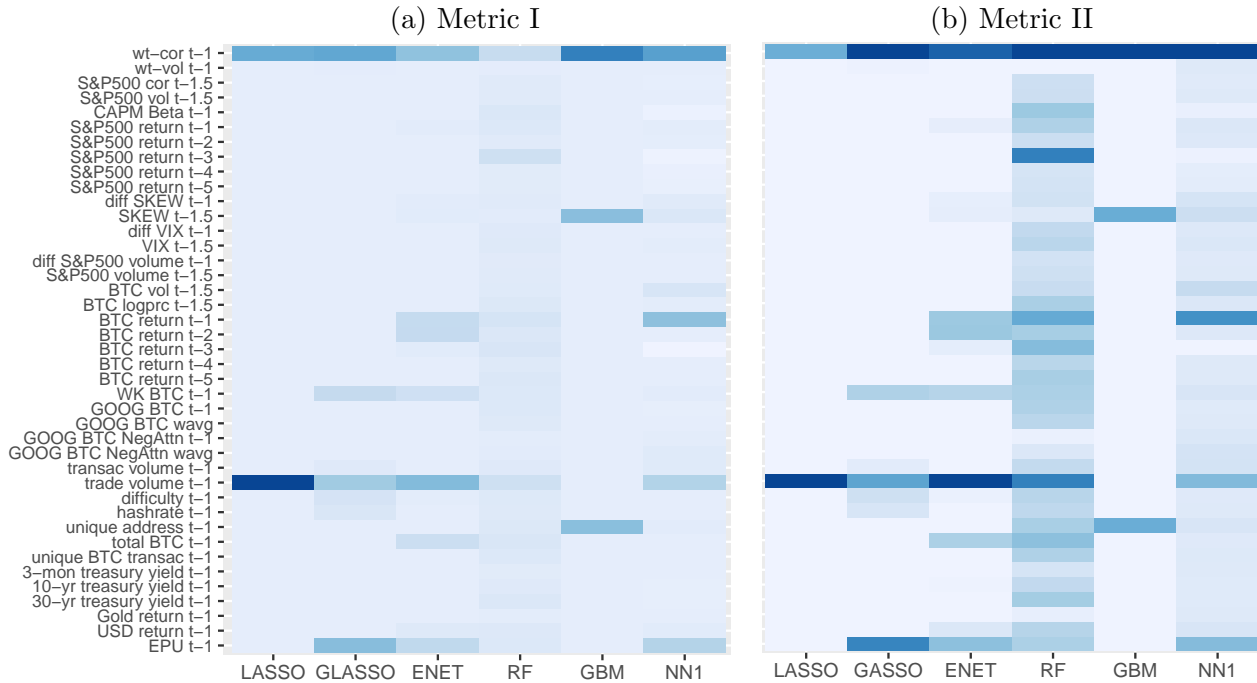 (a) Metric I
(b) Metric II
wt−cor t−1
wt−vol t−1
S&P500 cor t−1.5
S&P500 vol t−1.5
CAPM Beta t−1
S&P500 return t−1
S&P500 return t−2
S&P500 return t−3
S&P500 return t−4
S&P500 return t−5
diff SKEW t−1
SKEW t−1.5
diff VIX t−1
VIX t−1.5
diff S&P500 volume t−1
S&P500 volume t−1.5
BTC vol t−1.5
BTC logprc t−1.5
BTC return t−1
BTC return t−2
BTC return t−3
BTC return t−4
BTC return t−5
WK BTC t−1
GOOG BTC t−1
GOOG BTC wavg
GOOG BTC NegAttn t−1
GOOG BTC NegAttn wavg
transac volume t−1
trade volume t−1
difficulty t−1
hashrate t−1
unique address t−1
total BTC t−1
unique BTC transac t−1
3−mon treasury yield t−1
10−yr treasury yield t−1
30−yr treasury yield t−1
Gold return t−1
USD return t−1
EPU t−1
LASSO GLASSO ENET RF GBM NN1
LASSO GASSO ENET RF GBM NN1